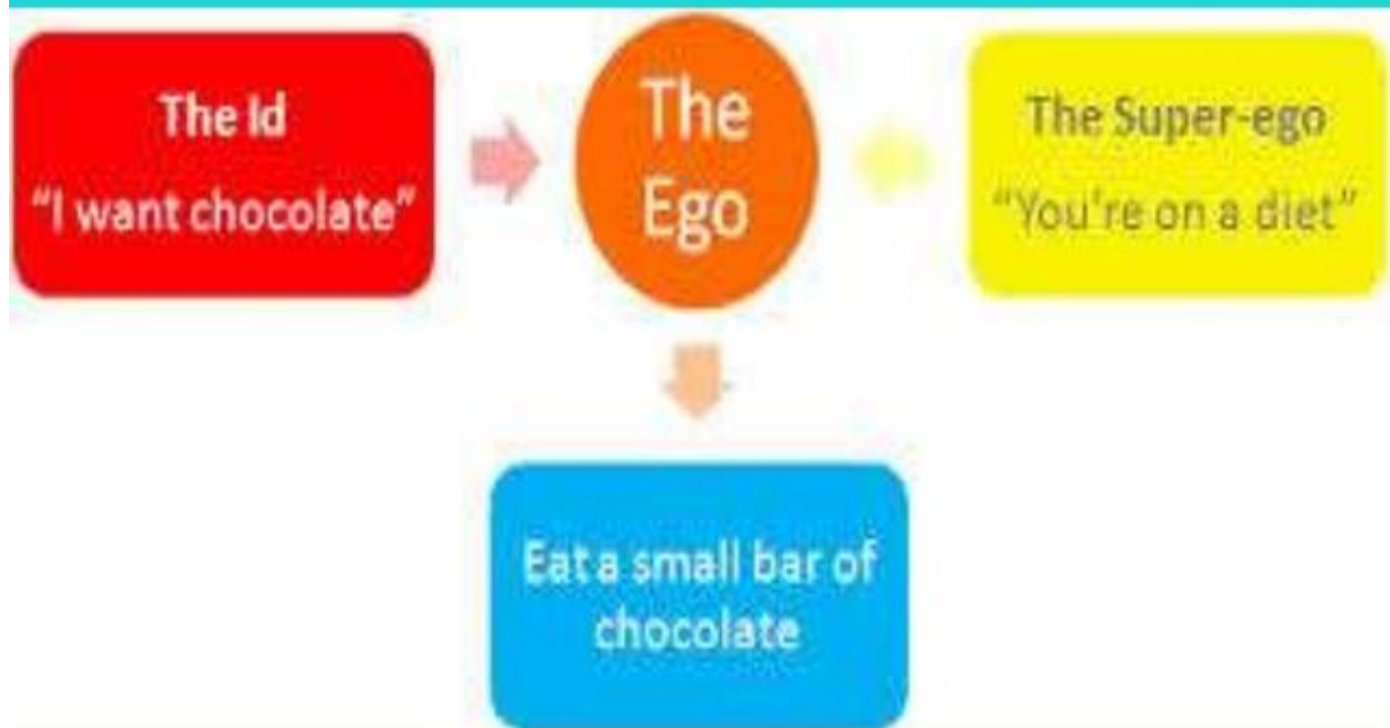 The Id
"I want chocolate"
The
Ego
The Super-ego
"You're on a diet"
Eat a small bar of
chocolate